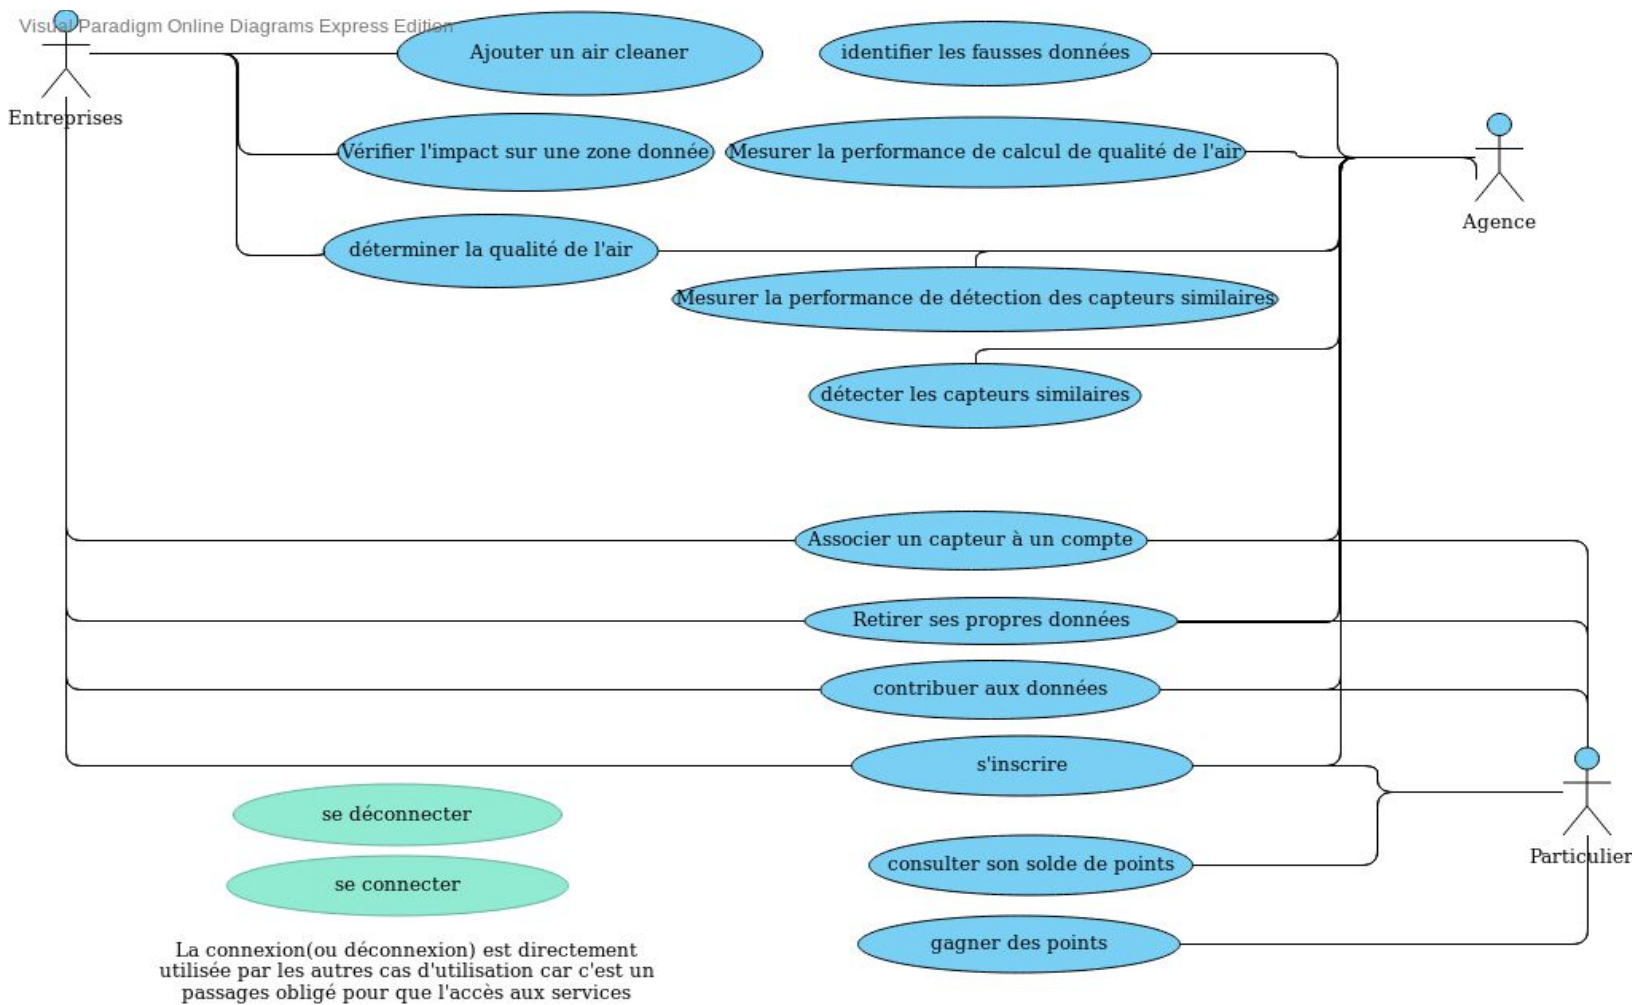 Visual Paradigm Online Diagrams Express Edition
Ajouter un air cleaner
identifier les fausses données
Entreprises
Vérifier l'impact sur une zone donnée
Mesurer la performance de calcul de qualité de l'air
Agence
déterminer la qualité de l'air
Mesurer la performance de détection des capteurs similaires
détecter les capteurs similaires
Associer un capteur à un compte
Retirer ses propres données
contribuer aux données
s'inscrire
se déconnecter
Particulier
consulter son solde de points
se connecter
gagner des points
La connexion(ou déconnexion) est directement
utilisée par les autres cas d'utilisation car c'est un
passages obligé pour que l'accès aux services